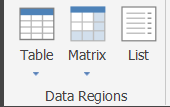 Table Matrix List
Data Regions